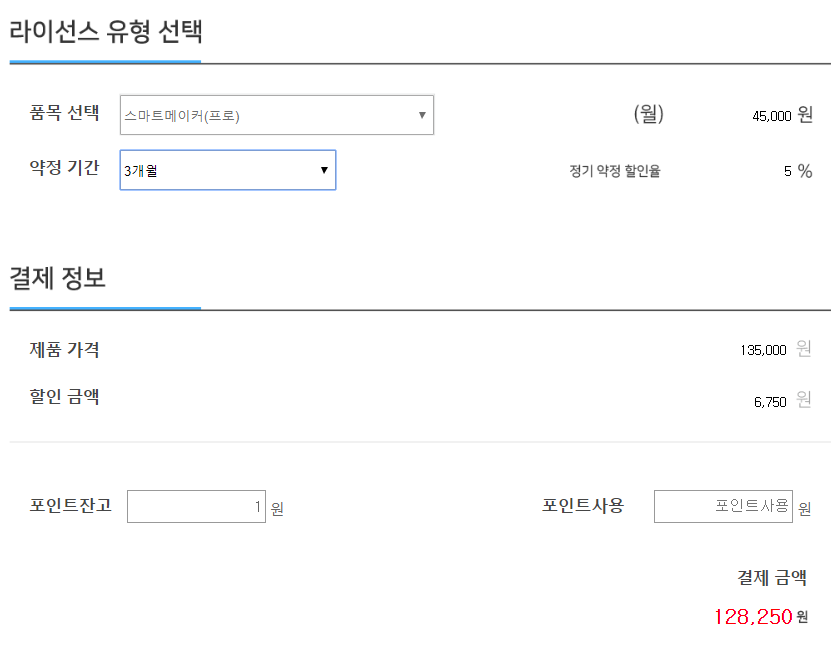 라이선스 유형 선택
품목 선택 스마트메이커(프로) ▼ (월) 45,000 원
약정 기간 3개월 ▼ 정기 약정 할인율 5 %
결제 정보
제품 가격 135,000 원
할인 금액 6,750 원
포인트잔고 1 원 포인트사용 포인트사용 원
결제 금액
128,250 원